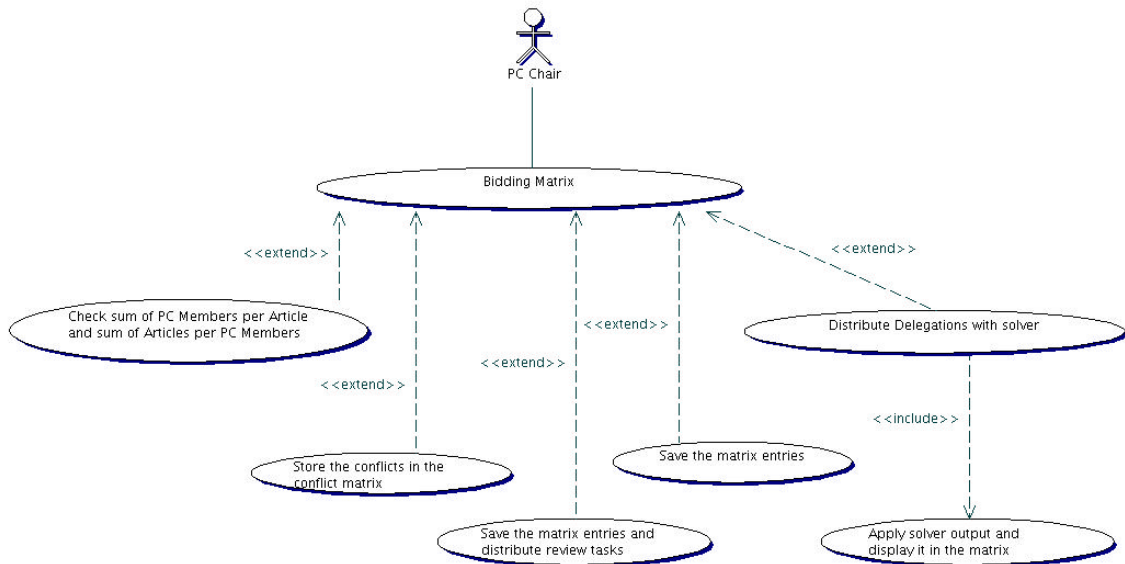 PC Chair
Bidding Matrix
<<extend>>
<<extend>>
<<extend>>
<<extend>>
<<extend>>
Check sum of PC Members per Article
and sum of Articles per PC Members
Distribute Delegations with solver
<<include>>
Store the conflicts in the
conflict matrix
Save the matrix entries
Save the matrix entries and
distribute review tasks
Apply solver output and
display it in the matrix